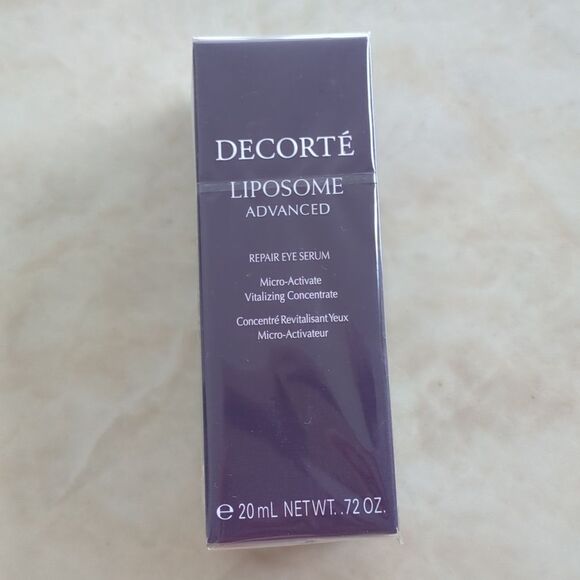 DECORTÉ
LIPOSOME
ADVANCED
REPAIR EYE SERUM
Micro-Activate
Vitalizing Concentrate
Concentré Revitalisant Yeux
Micro-Activateur
℮ 20 mL NET WT. .72 OZ.